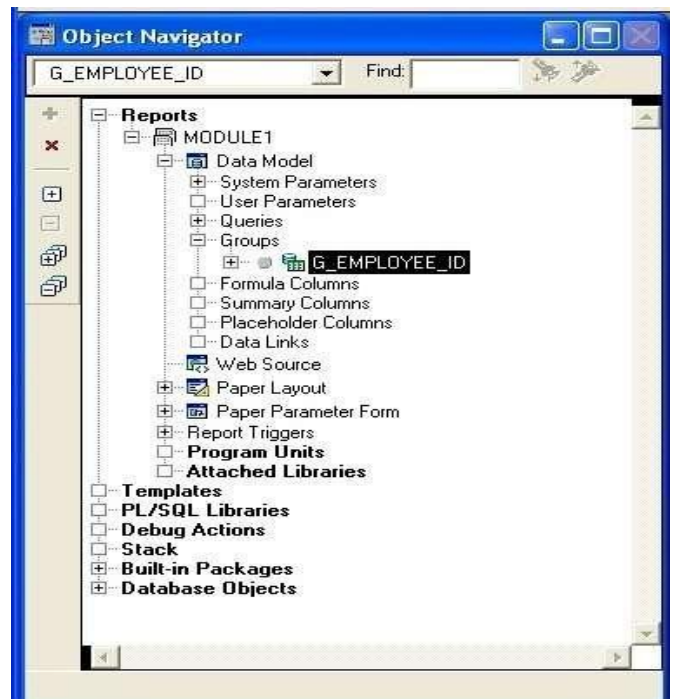 Object Navigator
G_EMPLOYEE_ID Find:
Reports
MODULE1
Data Model
System Parameters
User Parameters
Queries
Groups
G_EMPLOYEE_ID
Formula Columns
Summary Columns
Placeholder Columns
Data Links
Web Source
Paper Layout
Paper Parameter Form
Report Triggers
Program Units
Attached Libraries
Templates
PL/SQL Libraries
Debug Actions
Stack
Built-in Packages
Database Objects